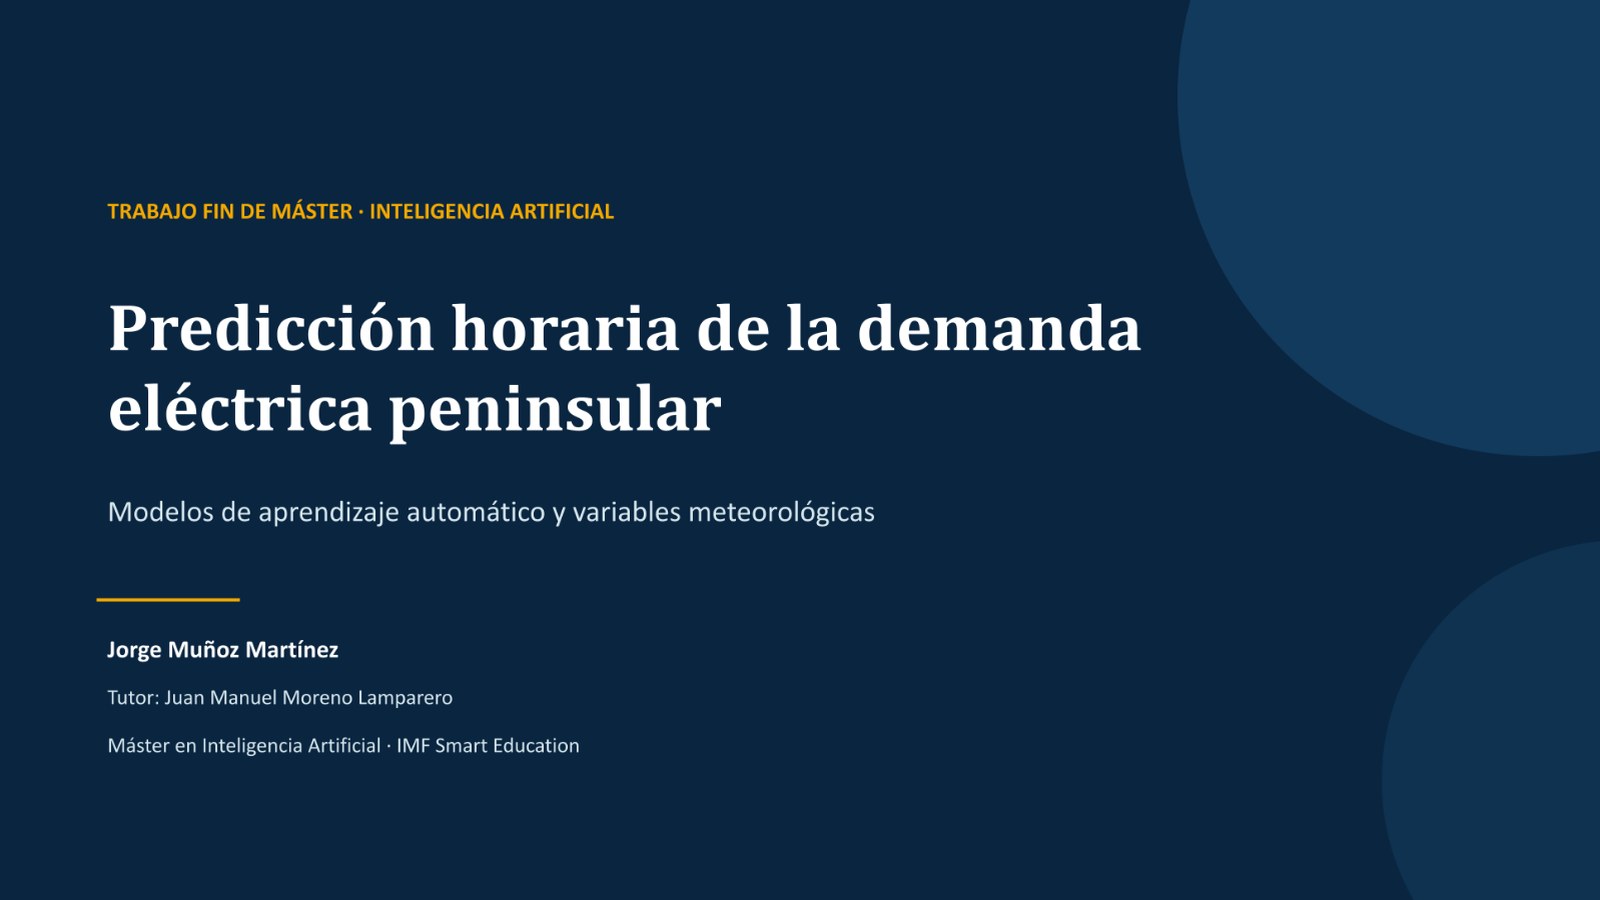 TRABAJO FIN DE MÁSTER · INTELIGENCIA ARTIFICIAL
Predicción horaria de la demanda
eléctrica peninsular
Modelos de aprendizaje automático y variables meteorológicas
Jorge Muñoz Martínez
Tutor: Juan Manuel Moreno Lamparero
Máster en Inteligencia Artificial · IMF Smart Education